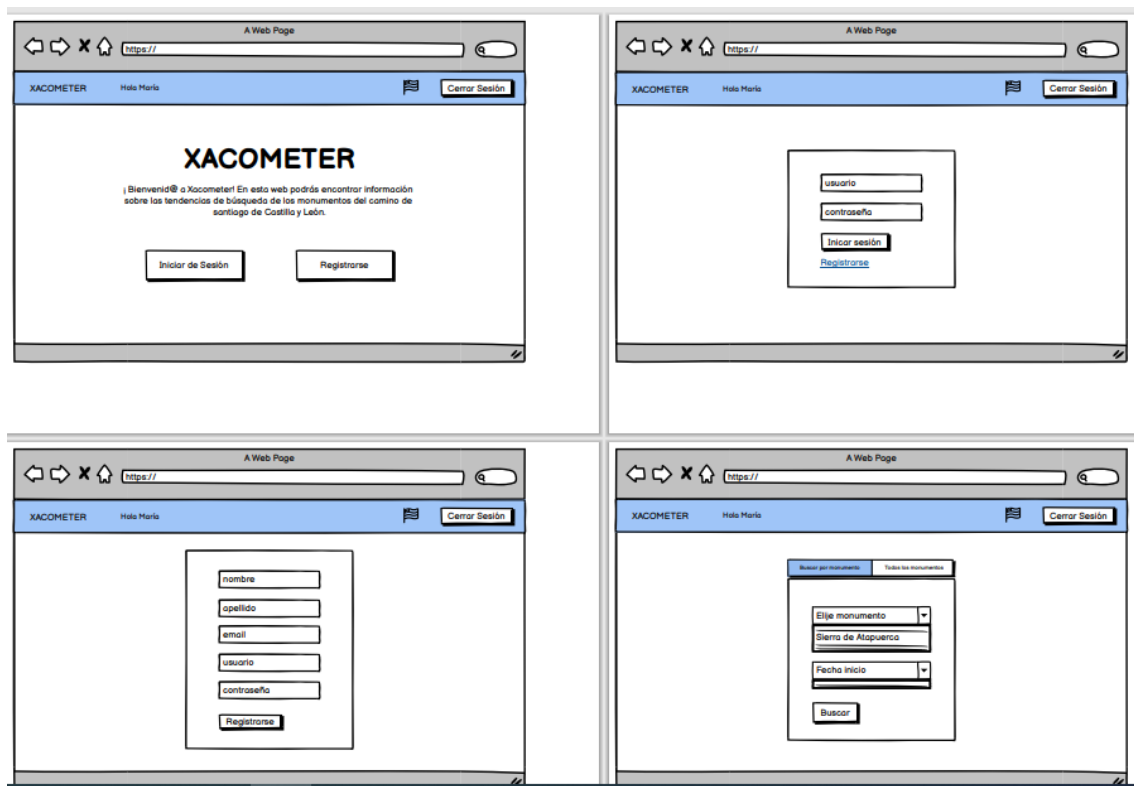 A Web Page
https://
XACOMETER
Hola María
Cerrar Sesión
XACOMETER
¡ Bienvenid@ a Xacometer! En esta web podrás encontrar información
sobre las tendencias de búsqueda de los monumentos del camino de
santiago de Castilla y León.
Iniciar de Sesión
Registrarse
A Web Page
https://
XACOMETER
Hola María
Cerrar Sesión
usuario
contraseña
Inicar sesión
Registrarse
A Web Page
https://
XACOMETER
Hola María
Cerrar Sesión
nombre
apellido
email
usuario
contraseña
Registrarse
A Web Page
https://
XACOMETER
Hola María
Cerrar Sesión
Buscar por monumento
Todos los monumentos
Elije monumento
Sierra de Atapuerca
Fecha inicio
Buscar